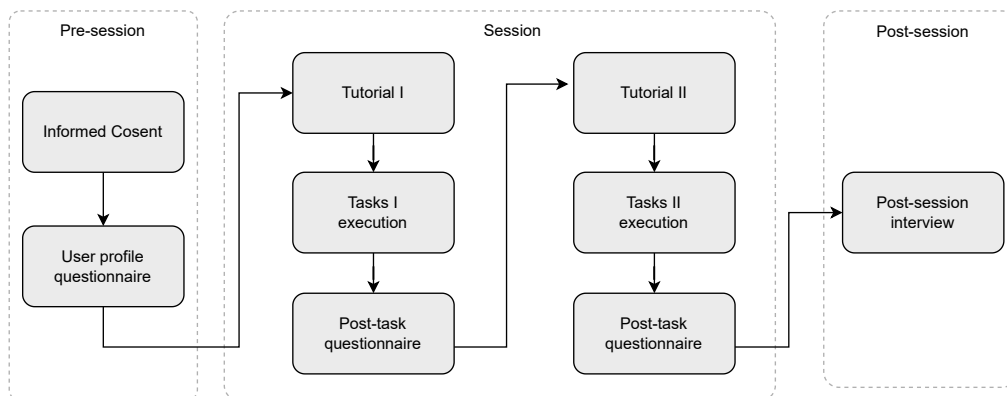 Pre-session
Informed Cosent
User profile
questionnaire
Session
Tutorial I
Tasks I
execution
Post-task
questionnaire
Tutorial II
Tasks II
execution
Post-task
questionnaire
Post-session
Post-session
interview